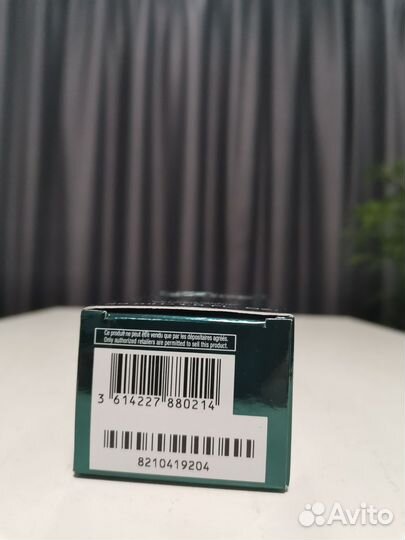 Ce produit ne peut être vendu que par les dépositaires agréés.
Only authorized retailers are permitted to sell this product.
3 614227 880214
8210419204
Avito